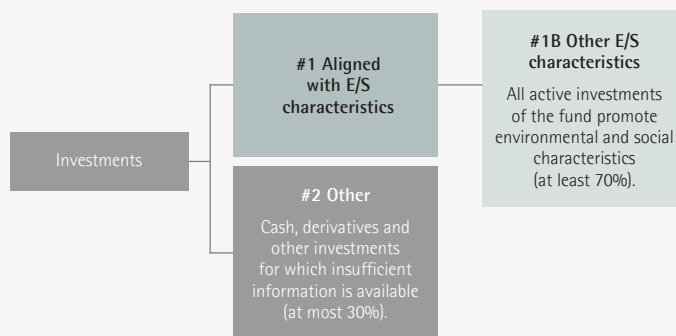 Investments
#1 Aligned
with E/S
characteristics
#1B Other E/S
characteristics
All active investments
of the fund promote
environmental and social
characteristics
(at least 70%).
#2 Other
Cash, derivatives and
other investments
for which insufficient
information is available
(at most 30%).